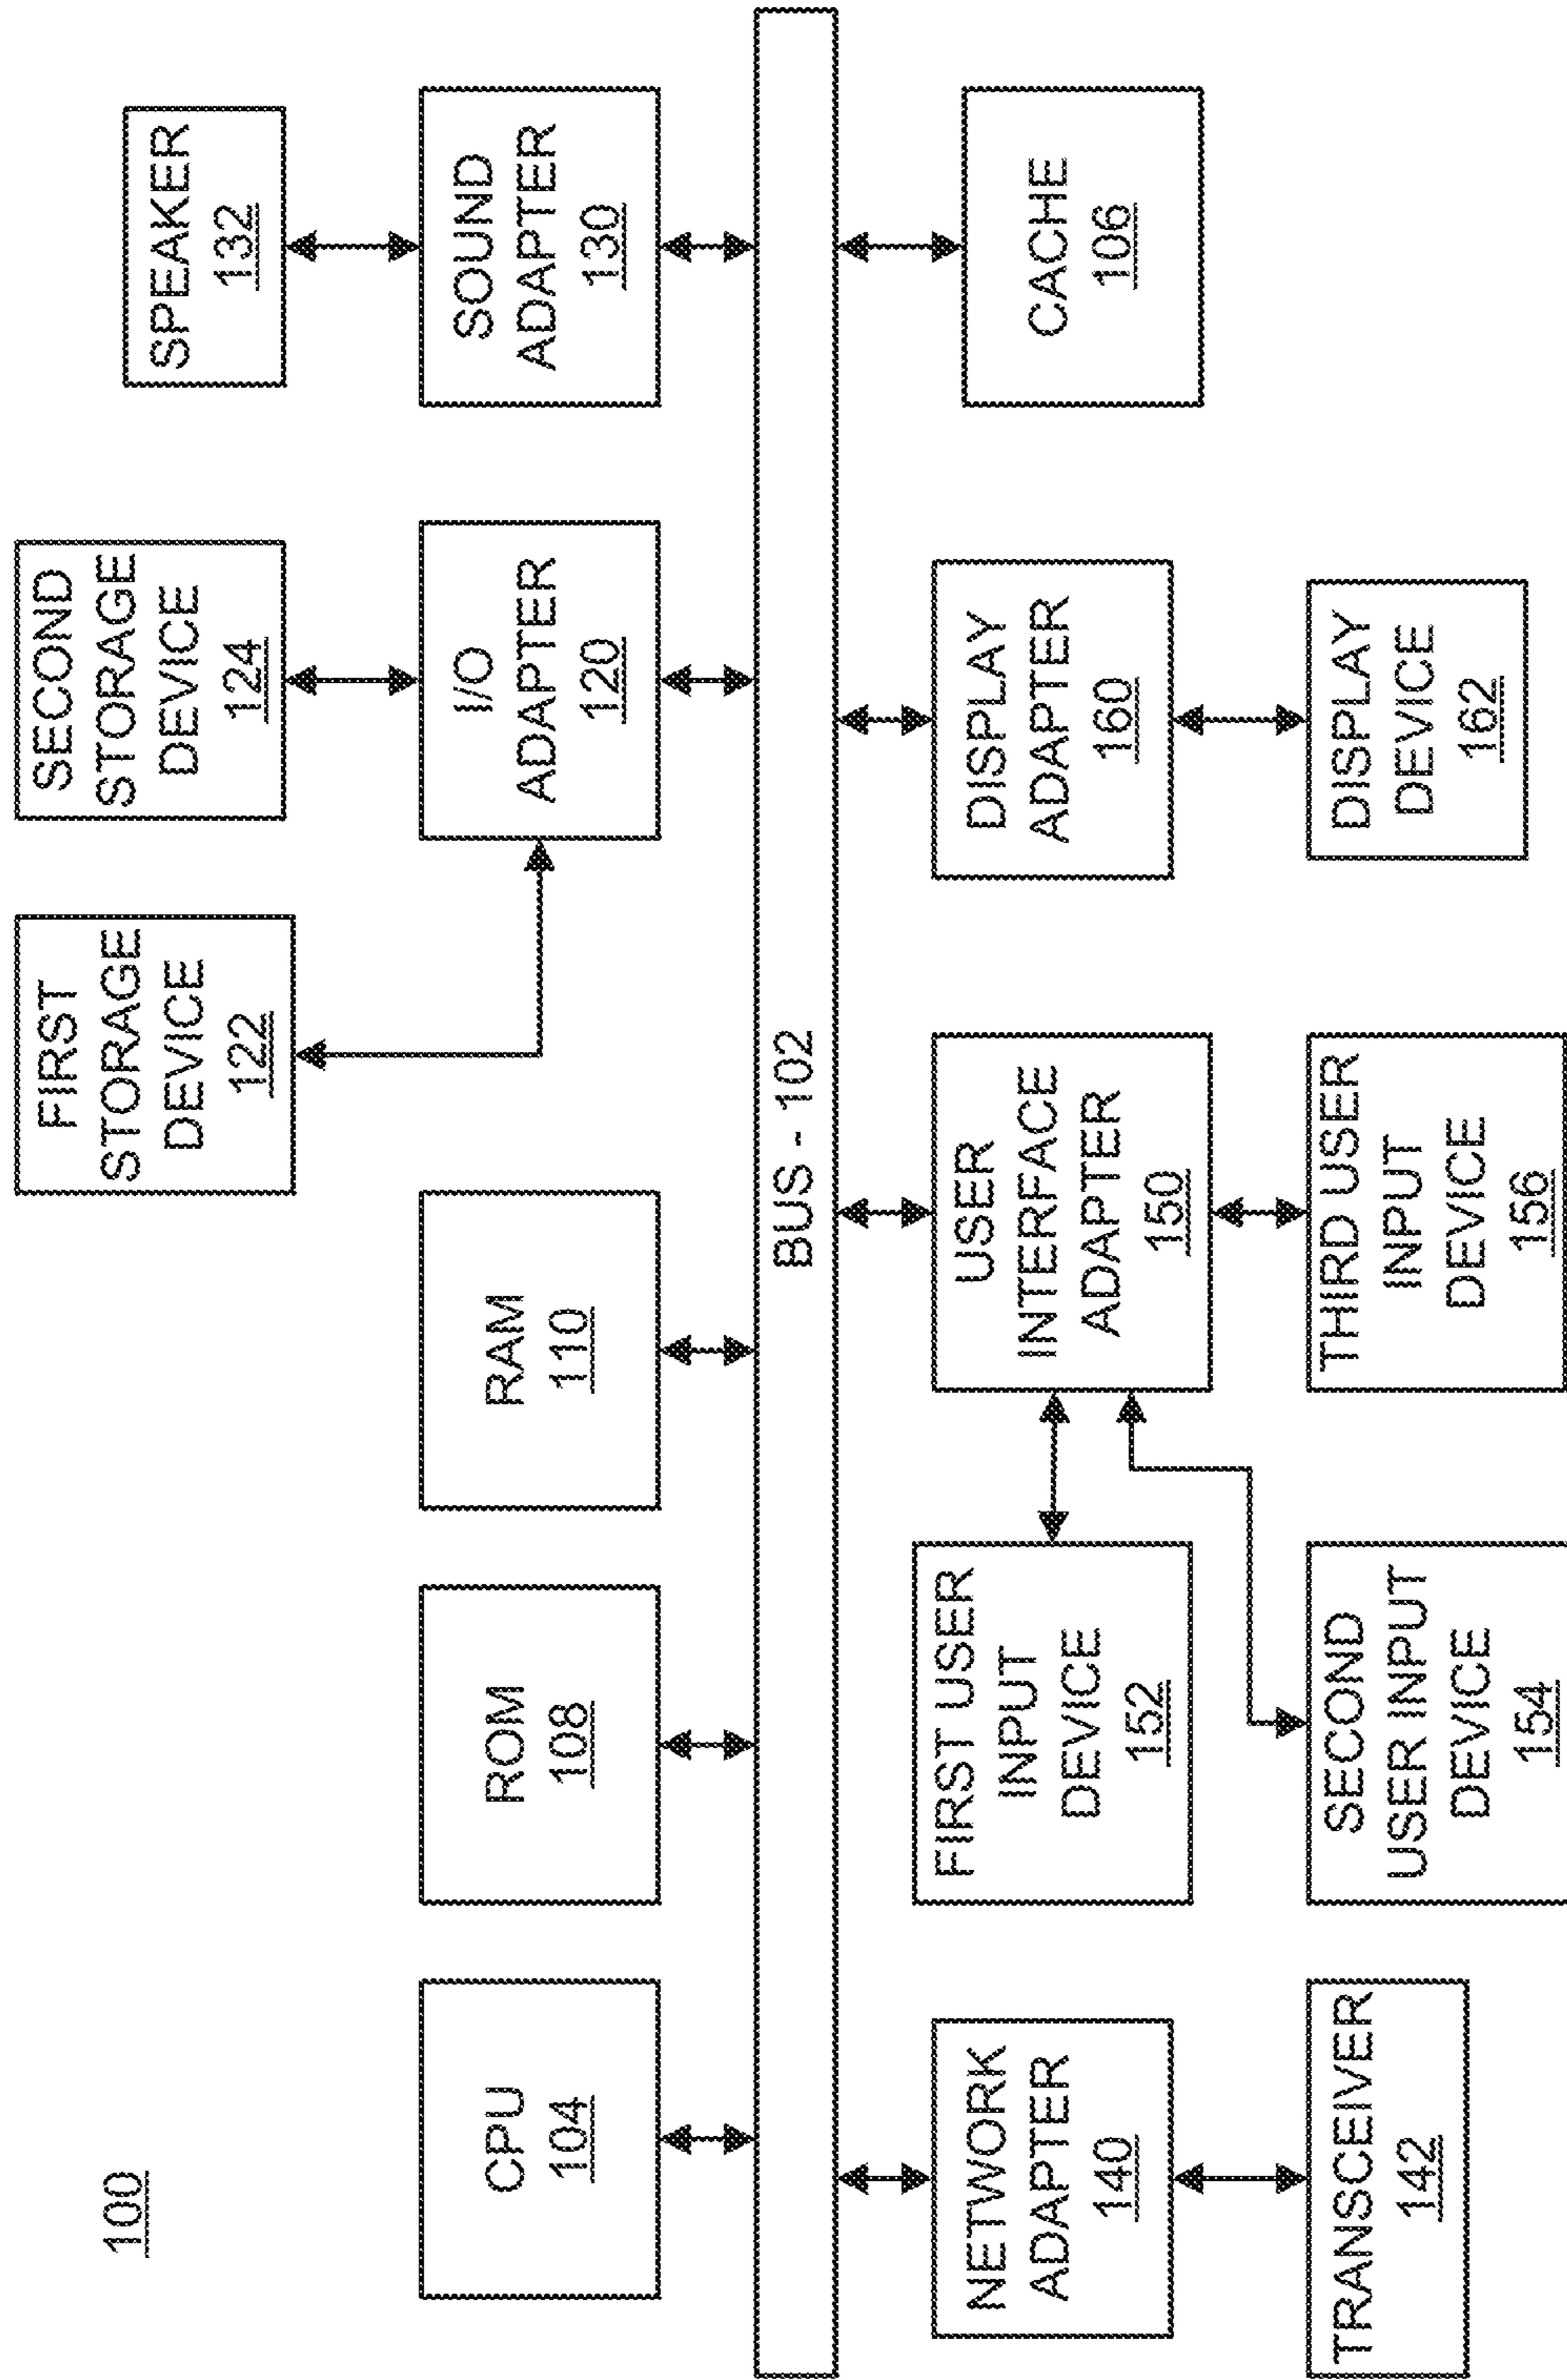 100
CPU
104
ROM
108
RAM
110
FIRST
STORAGE
DEVICE
122
SECOND
STORAGE
DEVICE
124
I/O
ADAPTER
120
SPEAKER
132
SOUND
ADAPTER
130
BUS - 102
NETWORK
ADAPTER
140
TRANSCEIVER
142
FIRST USER
INPUT
DEVICE
152
SECOND
USER INPUT
DEVICE
154
USER
INTERFACE
ADAPTER
150
THIRD USER
INPUT
DEVICE
156
DISPLAY
ADAPTER
160
DISPLAY
DEVICE
162
CACHE
106